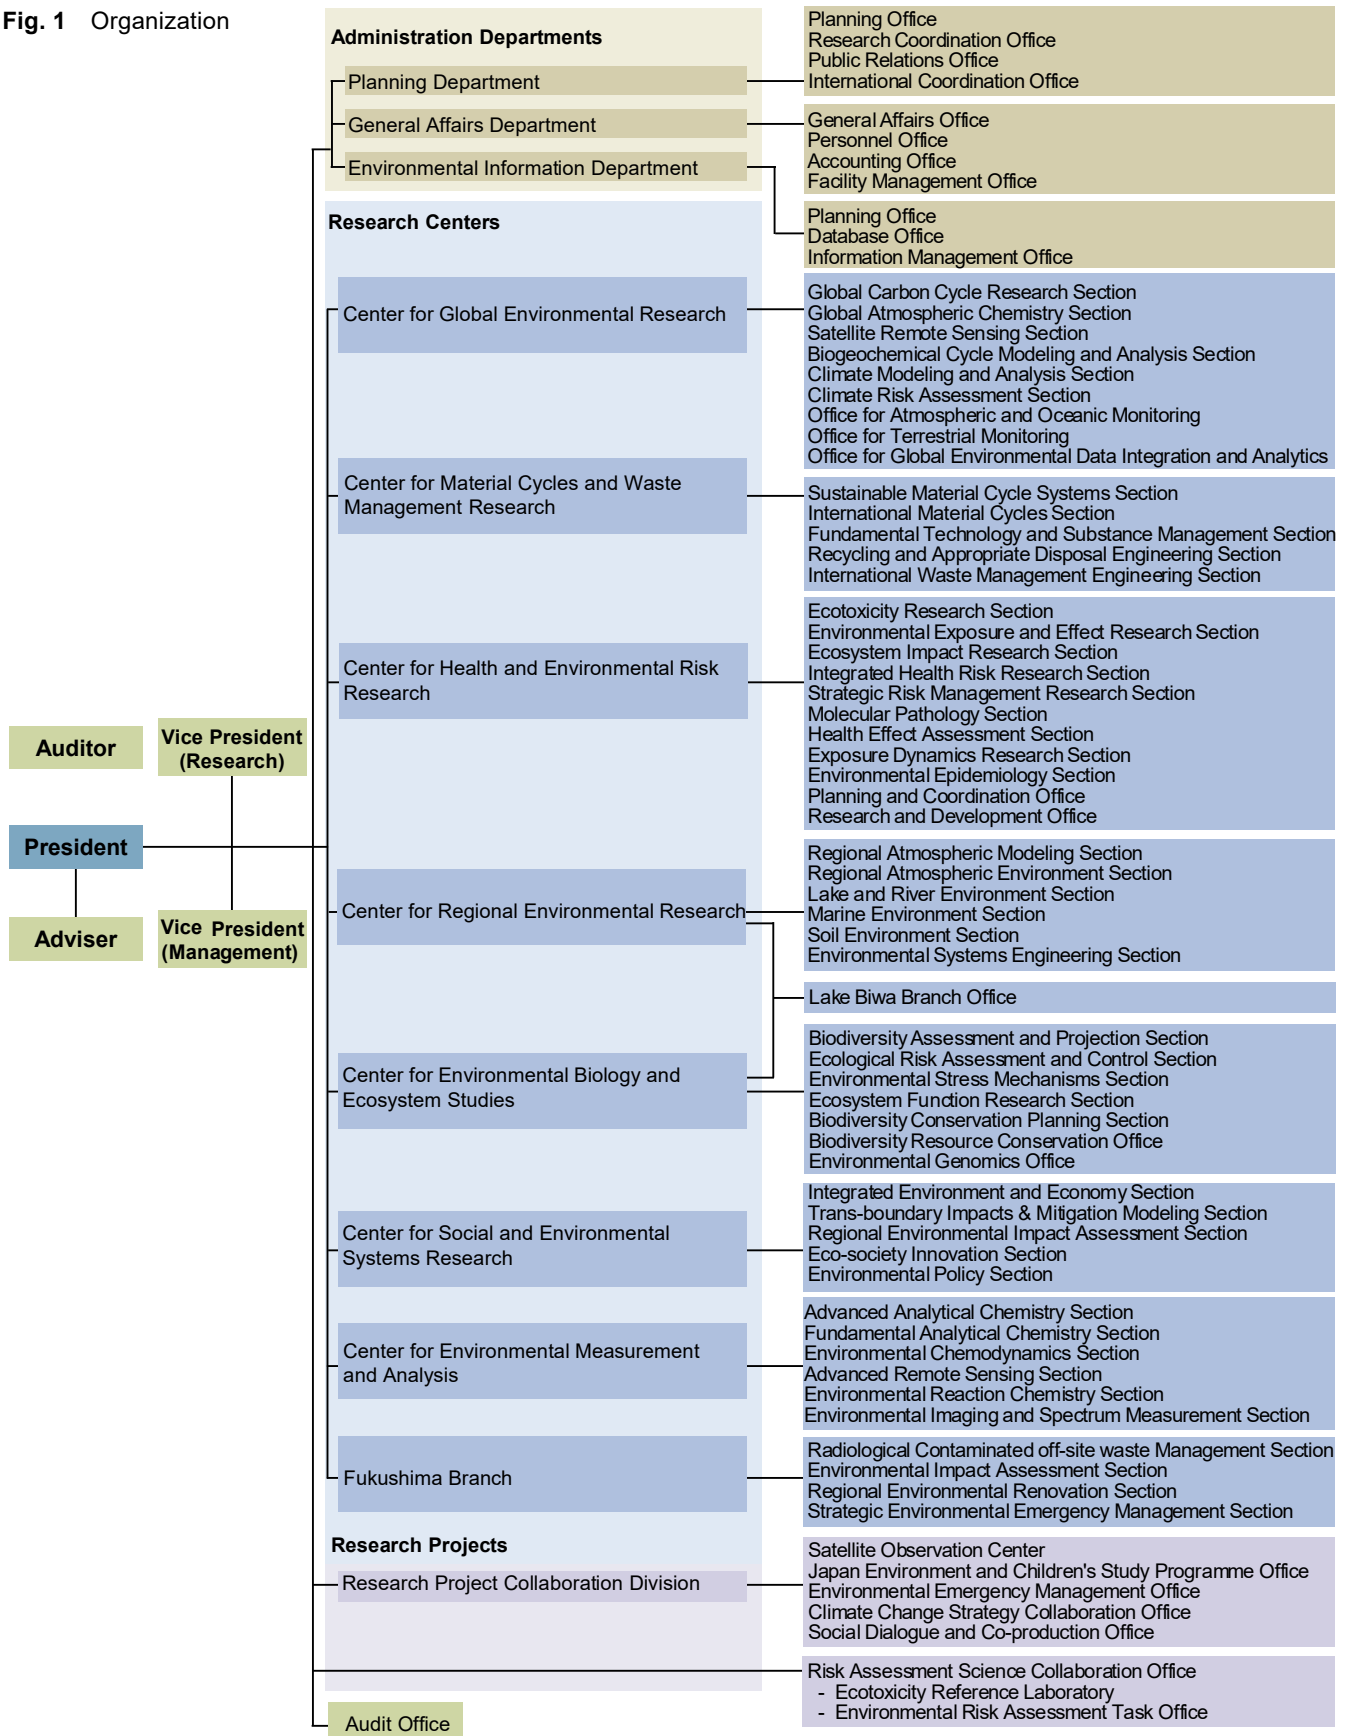 Fig. 1 Organization
Administration Departments
Planning Department
General Affairs Department
Environmental Information Department
Planning Office
Research Coordination Office
Public Relations Office
International Coordination Office
General Affairs Office
Personnel Office
Accounting Office
Facility Management Office
Planning Office
Database Office
Information Management Office
Research Centers
Center for Global Environmental Research
Global Carbon Cycle Research Section
Global Atmospheric Chemistry Section
Satellite Remote Sensing Section
Biogeochemical Cycle Modeling and Analysis Section
Climate Modeling and Analysis Section
Climate Risk Assessment Section
Office for Atmospheric and Oceanic Monitoring
Office for Terrestrial Monitoring
Office for Global Environmental Data Integration and Analytics
Center for Material Cycles and Waste
Management Research
Sustainable Material Cycle Systems Section
International Material Cycles Section
Fundamental Technology and Substance Management Section
Recycling and Appropriate Disposal Engineering Section
International Waste Management Engineering Section
Center for Health and Environmental Risk
Research
Ecotoxicity Research Section
Environmental Exposure and Effect Research Section
Ecosystem Impact Research Section
Integrated Health Risk Research Section
Strategic Risk Management Research Section
Molecular Pathology Section
Health Effect Assessment Section
Exposure Dynamics Research Section
Environmental Epidemiology Section
Planning and Coordination Office
Research and Development Office
Auditor
Vice President
(Research)
President
Adviser
Vice President
(Management)
Center for Regional Environmental Research
Regional Atmospheric Modeling Section
Regional Atmospheric Environment Section
Lake and River Environment Section
Marine Environment Section
Soil Environment Section
Environmental Systems Engineering Section
Lake Biwa Branch Office
Center for Environmental Biology and
Ecosystem Studies
Biodiversity Assessment and Projection Section
Ecological Risk Assessment and Control Section
Environmental Stress Mechanisms Section
Ecosystem Function Research Section
Biodiversity Conservation Planning Section
Biodiversity Resource Conservation Office
Environmental Genomics Office
Center for Social and Environmental
Systems Research
Integrated Environment and Economy Section
Trans-boundary Impacts & Mitigation Modeling Section
Regional Environmental Impact Assessment Section
Eco-society Innovation Section
Environmental Policy Section
Center for Environmental Measurement
and Analysis
Advanced Analytical Chemistry Section
Fundamental Analytical Chemistry Section
Environmental Chemodynamics Section
Advanced Remote Sensing Section
Environmental Reaction Chemistry Section
Environmental Imaging and Spectrum Measurement Section
Fukushima Branch
Radiological Contaminated off-site waste Management Section
Environmental Impact Assessment Section
Regional Environmental Renovation Section
Strategic Environmental Emergency Management Section
Research Projects
Research Project Collaboration Division
Satellite Observation Center
Japan Environment and Children's Study Programme Office
Environmental Emergency Management Office
Climate Change Strategy Collaboration Office
Social Dialogue and Co-production Office
Risk Assessment Science Collaboration Office
- Ecotoxicity Reference Laboratory
- Environmental Risk Assessment Task Office
Audit Office